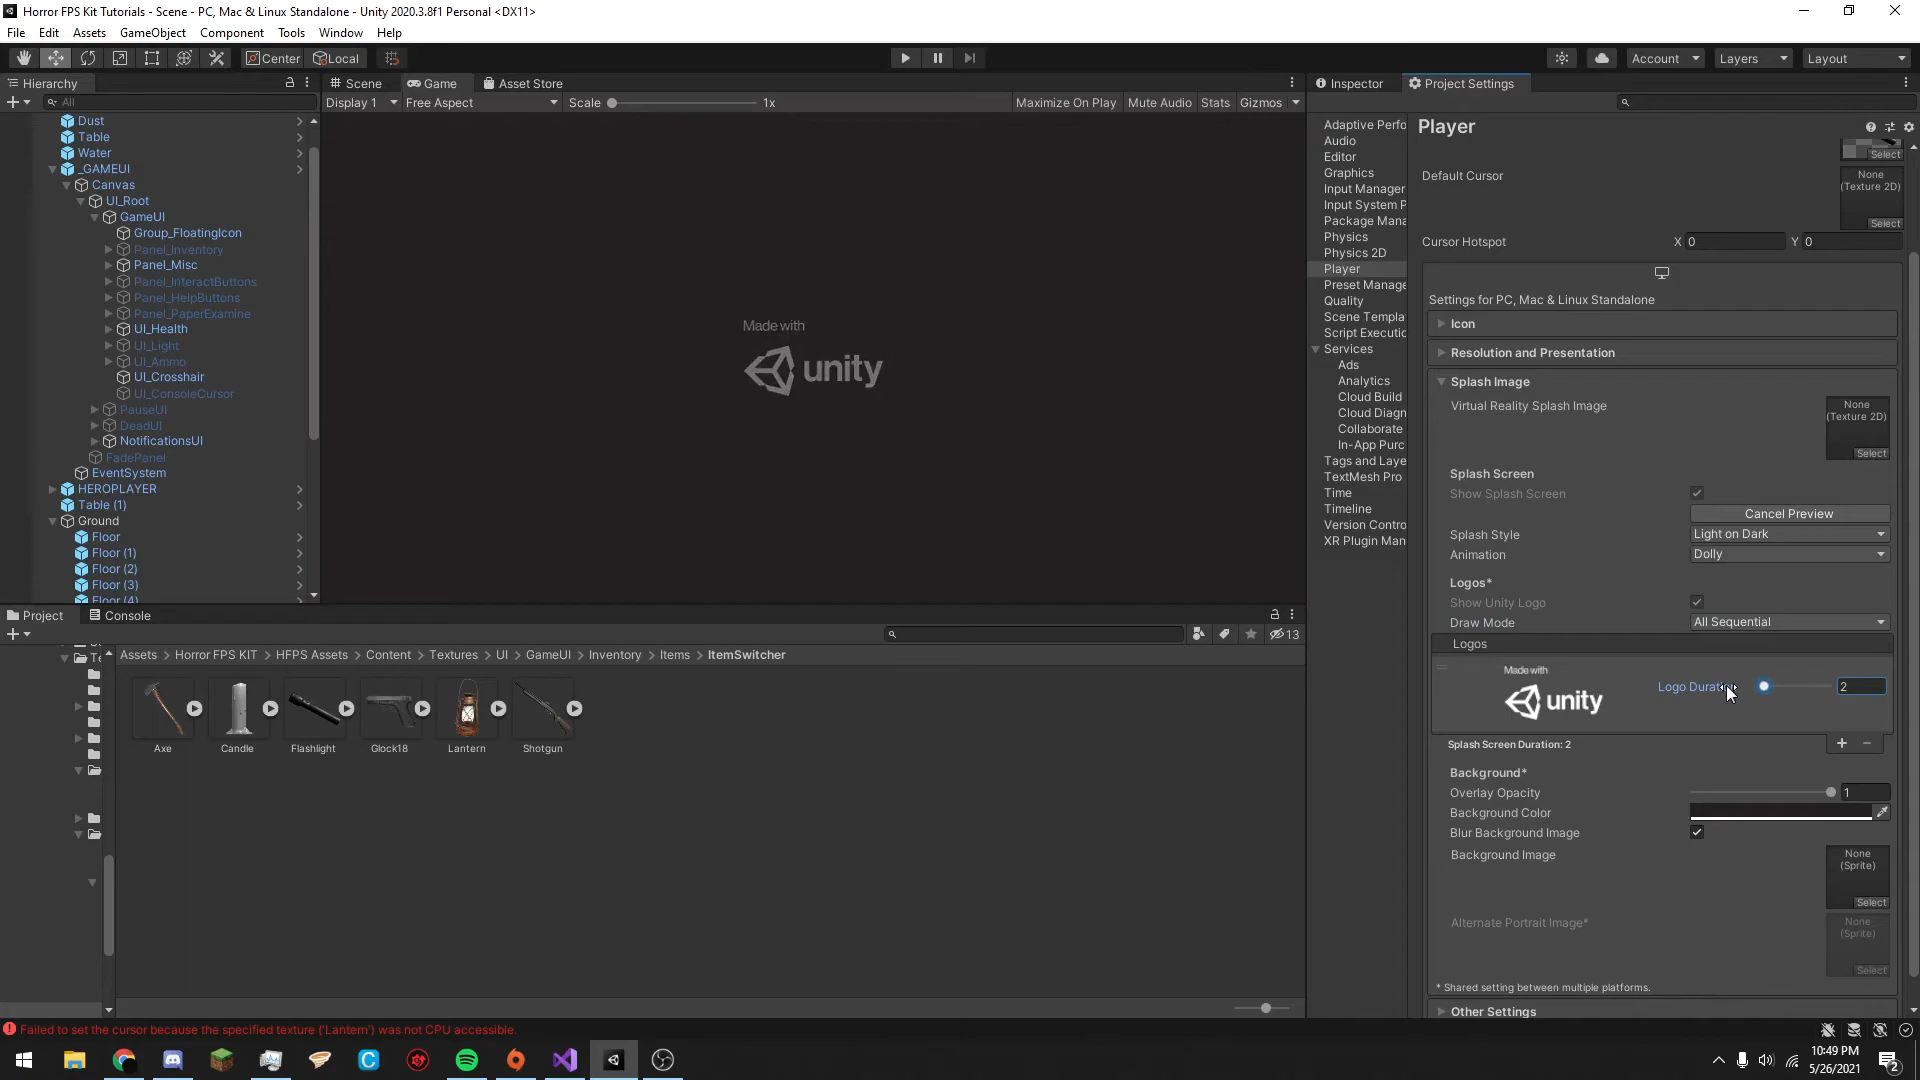 Horror FPS Kit Tutorials - Scene - PC, Mac & Linux Standalone - Unity 2020.3.8f1 Personal <DX11>
File Edit Assets GameObject Component Tools Window Help
Center Local Account Layers Layout
Hierarchy
All
Dust
Table
Water
_GAMEUI
Canvas
UI_Root
GameUI
Group_FloatingIcon
Panel_Inventory
Panel_Misc
Panel_InteractButtons
Panel_HelpButtons
Panel_PaperExamine
UI_Health
UI_Light
UI_Ammo
UI_Crosshair
UI_ConsoleCursor
PauseUI
DeadUI
NotificationsUI
FadePanel
EventSystem
HEROPLAYER
Table (1)
Ground
Floor
Floor (1)
Floor (2)
Floor (3)
Floor (4)
Scene Game Asset Store
Display 1 Free Aspect Scale 1x Maximize On Play Mute Audio Stats Gizmos
Made with
unity
Inspector Project Settings
Adaptive Perfo
Audio
Editor
Graphics
Input Manager
Input System P
Package Mana
Physics
Physics 2D
Player
Preset Manage
Quality
Scene Templa
Script Executio
Services
Ads
Analytics
Cloud Build
Cloud Diagn
Collaborate
In-App Purc
Tags and Laye
TextMesh Pro
Time
Timeline
Version Contro
XR Plugin Man
Player
Select
Default Cursor
None
(Texture 2D)
Select
Cursor Hotspot X 0 Y 0
Settings for PC, Mac & Linux Standalone
Icon
Resolution and Presentation
Splash Image
Virtual Reality Splash Image
None
(Texture 2D)
Select
Splash Screen
Show Splash Screen
Cancel Preview
Splash Style Light on Dark
Animation Dolly
Logos*
Show Unity Logo
Draw Mode All Sequential
Logos
Made with
unity
Logo Duration 2
Splash Screen Duration: 2
Background*
Overlay Opacity 1
Background Color
Blur Background Image
Background Image
None
(Sprite)
Select
Alternate Portrait Image*
None
(Sprite)
Select
* Shared setting between multiple platforms.
Other Settings
Project Console
13
Assets > Horror FPS KIT > HFPS Assets > Content > Textures > UI > GameUI > Inventory > Items > ItemSwitcher
Te
Axe Candle Flashlight Glock18 Lantern Shotgun
Failed to set the cursor because the specified texture ('Lantern') was not CPU accessible.
10:49 PM
5/26/2021
2